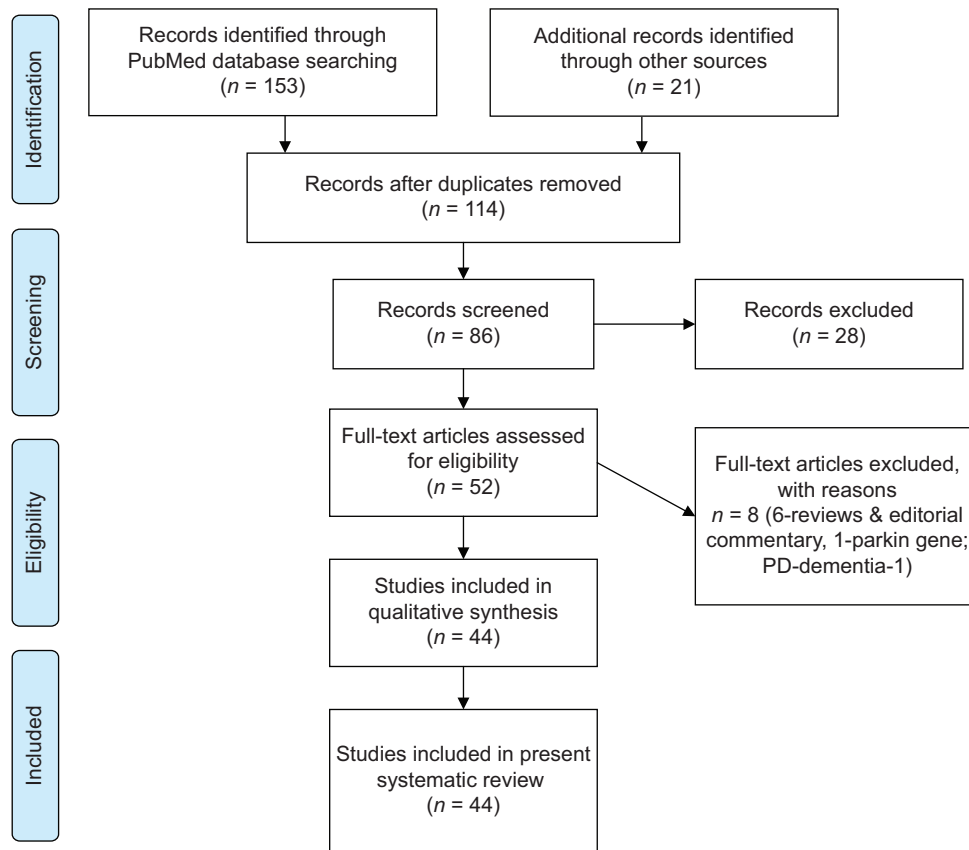 Identification
Records identified through
PubMed database searching
(n = 153)
Additional records identified
through other sources
(n = 21)
Records after duplicates removed
(n = 114)
Screening
Records screened
(n = 86)
Records excluded
(n = 28)
Eligibility
Full-text articles assessed
for eligibility
(n = 52)
Full-text articles excluded,
with reasons
n = 8 (6-reviews & editorial
commentary, 1-parkin gene;
PD-dementia-1)
Studies included in
qualitative synthesis
(n = 44)
Included
Studies included in present
systematic review
(n = 44)